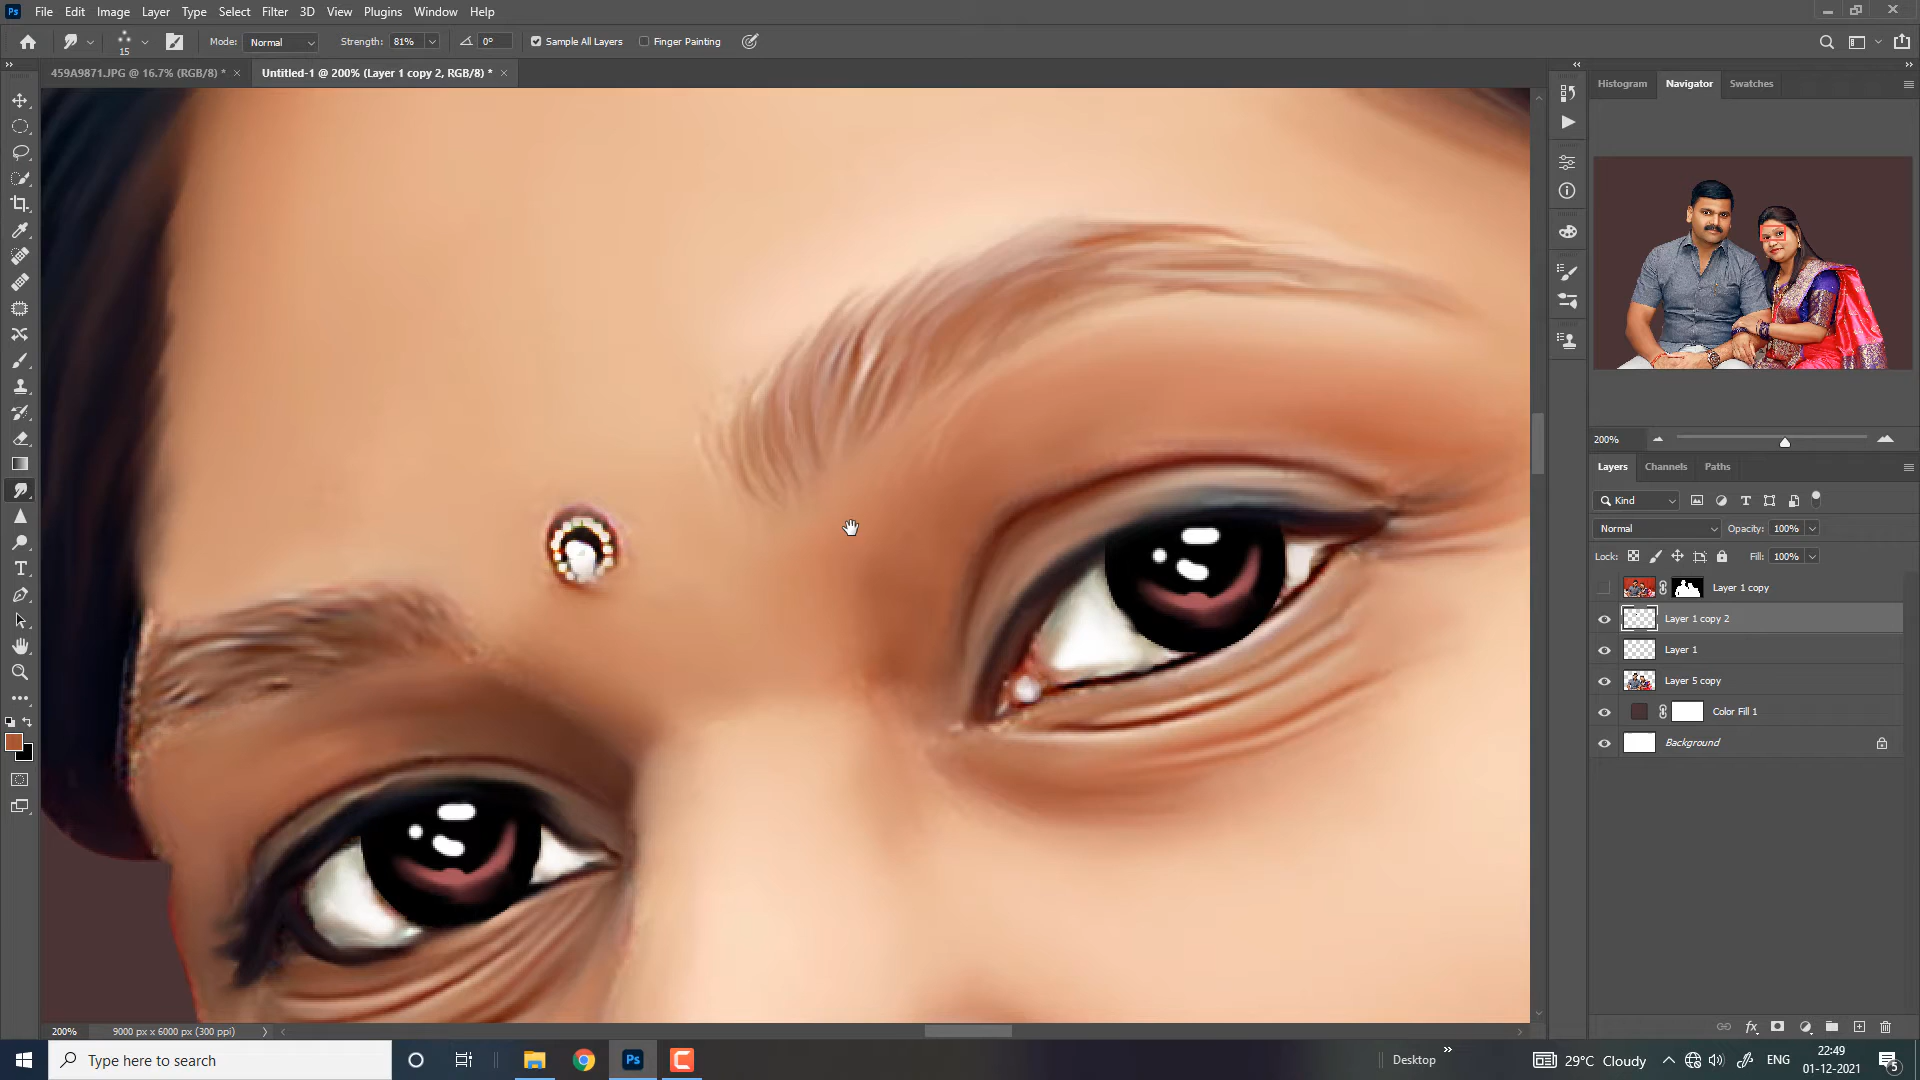 File Edit Image Layer Type Select Filter 3D View Plugins Window Help
15 Mode: Normal Strength: 81% 0° Sample All Layers Finger Painting
459A9871.JPG @ 16.7% (RGB/8) * × Untitled-1 @ 200% (Layer 1 copy 2, RGB/8) * ×
Histogram Navigator Swatches
200%
Layers Channels Paths
Kind
Normal Opacity: 100%
Lock: Fill: 100%
Layer 1 copy
Layer 1 copy 2
Layer 1
Layer 5 copy
Color Fill 1
Background
200% 9000 px x 6000 px (300 ppi)
Type here to search
Desktop
29°C Cloudy
ENG
22:49
01-12-2021
5